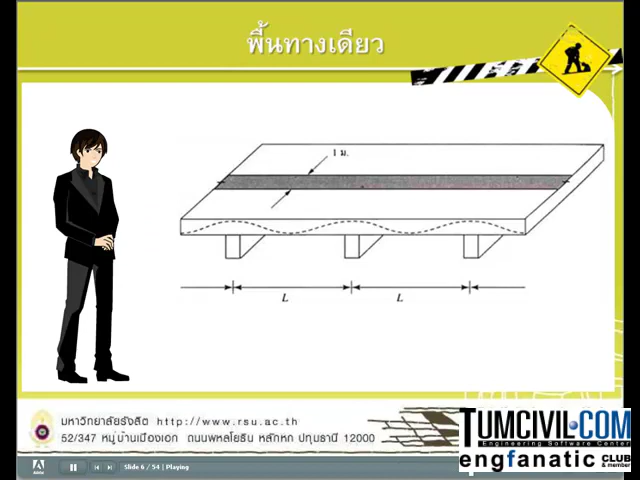 พื้นทางเดียว
1 ม.
L L
มหาวิทยาลัยรังสิต http://www.rsu.ac.th
52/347 หมู่บ้านเมืองเอก ถนนพหลโยธิน หลักหก ปทุมธานี 12000
TUMCIVIL.COM
Engineering Software Center
engfanatic CLUB
& member
Adobe
Slide 6 / 54 | Playing